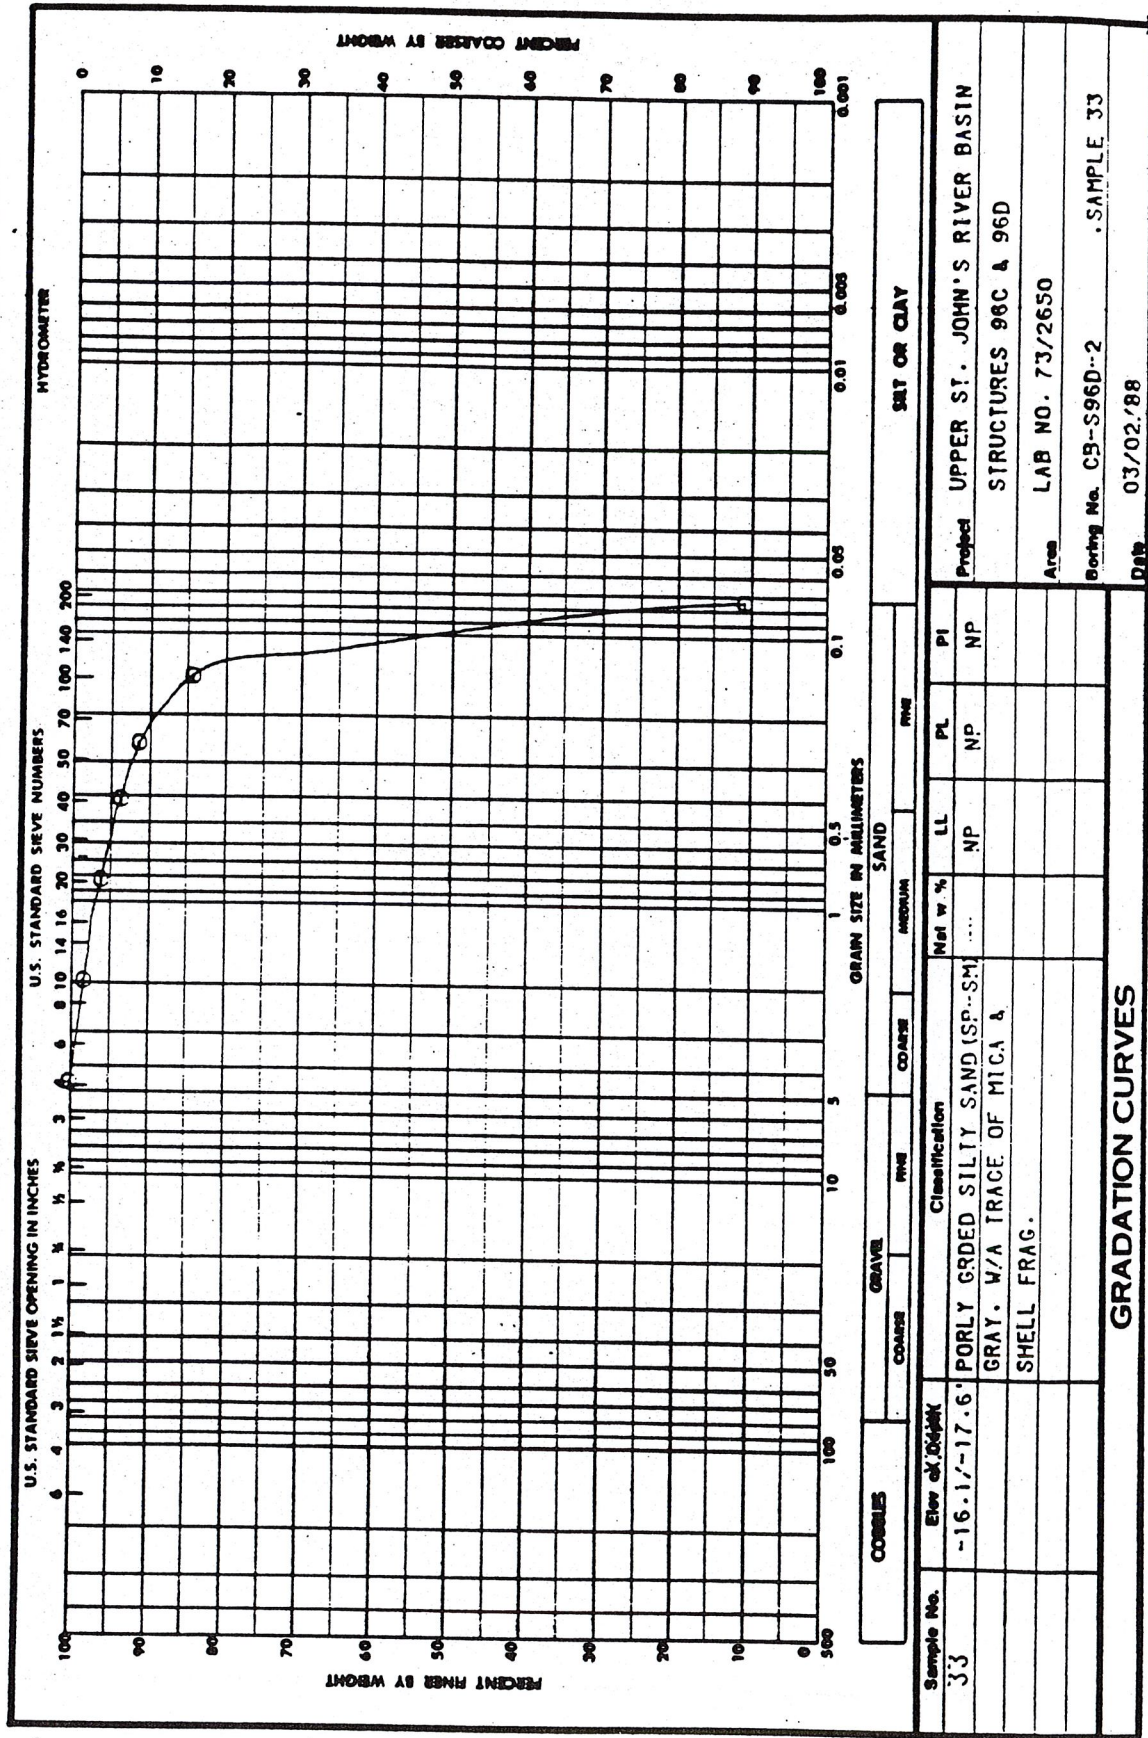 U.S. STANDARD SIEVE OPENING IN INCHES
U.S. STANDARD SIEVE NUMBERS
HYDROMETER
6 4 3 2 1½ 1 ¾ ½ ⅜ 3 6 8 10 14 16 20 30 40 50 70 100 140 200
PERCENT FINER BY WEIGHT
100
90
80
70
60
50
40
30
20
10
0
PERCENT COARSER BY WEIGHT
0
10
20
30
40
50
60
70
80
90
100
500 100 50 10 5 1 0.5 0.1 0.05 0.01 0.005 0.001
GRAIN SIZE IN MILLIMETERS
COBBLES
GRAVEL
COARSE FINE
SAND
COARSE MEDIUM FINE
SILT OR CLAY
Sample No. Elev or Depth Classification Nat w % LL PL PI
33 -16.1/-17.6' PORLY GRDED SILTY SAND (SP--SM) .... NP NP NP
GRAY. W/A TRACE OF MICA &
SHELL FRAG.
Project UPPER ST. JOHN'S RIVER BASIN
STRUCTURES 96C & 96D
Area LAB NO. 73/2650
Boring No. CB--S96D--2 .SAMPLE 33
Date 03/02/88
GRADATION CURVES